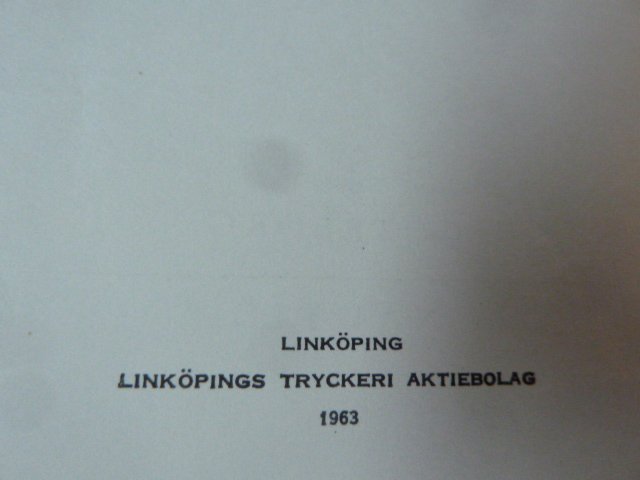 LINKÖPING
LINKÖPINGS TRYCKERI AKTIEBOLAG
1963